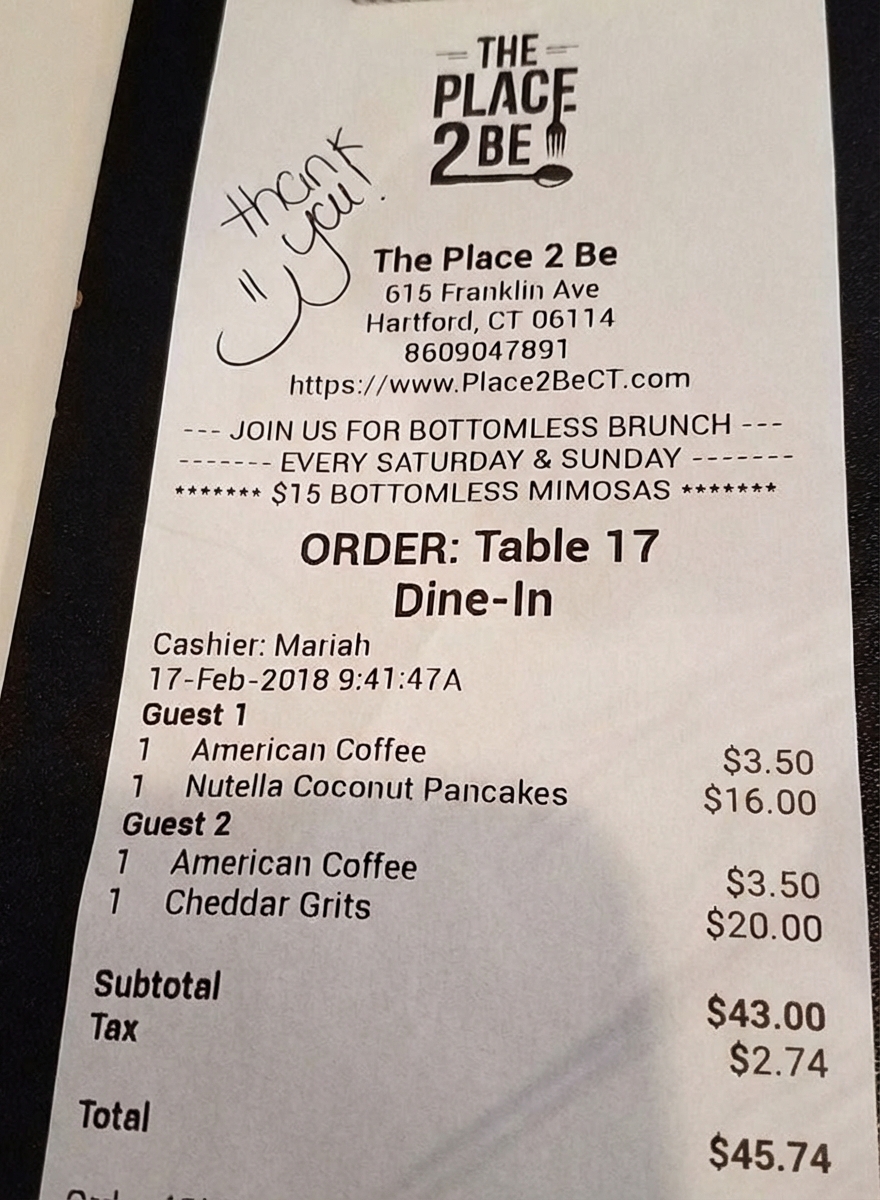 THE
PLACE
2 BE
thank
you!
The Place 2 Be
615 Franklin Ave
Hartford, CT 06114
8609047891
https://www.Place2BeCT.com
--- JOIN US FOR BOTTOMLESS BRUNCH ---
------- EVERY SATURDAY & SUNDAY -------
******* $15 BOTTOMLESS MIMOSAS *******
ORDER: Table 17
Dine-In
Cashier: Mariah
17-Feb-2018 9:41:47A
Guest 1
1 American Coffee $3.50
1 Nutella Coconut Pancakes $16.00
Guest 2
1 American Coffee $3.50
1 Cheddar Grits $20.00
Subtotal $43.00
Tax $2.74
Total $45.74